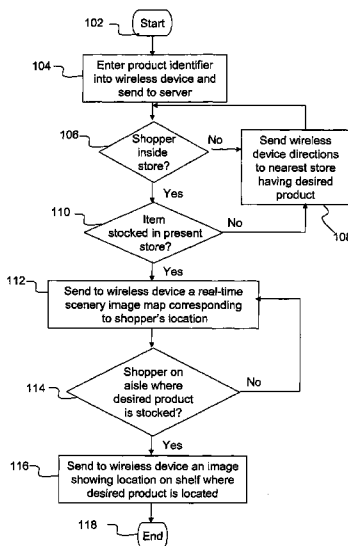 102
Start
104
Enter product identifier
into wireless device and
send to server
106
Shopper
inside
store?
No
Send wireless
device directions
to nearest store
having desired
product
108
Yes
110
Item
stocked in present
store?
No
Yes
112
Send to wireless device a real-time
scenery image map corresponding
to shopper's location
114
Shopper on
aisle where
desired product
is stocked?
No
Yes
116
Send to wireless device an image
showing location on shelf where
desired product is located
118
End